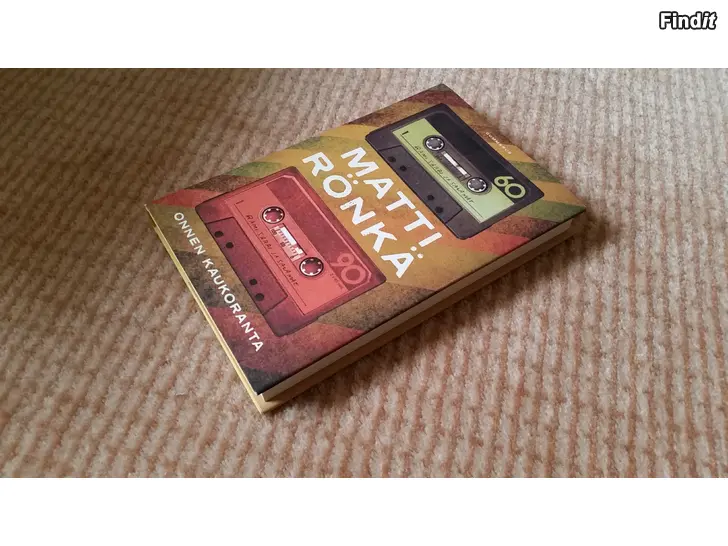 Findit
MATTI
RÖNKÄ
60
90
ONNEN KAUKORANTA